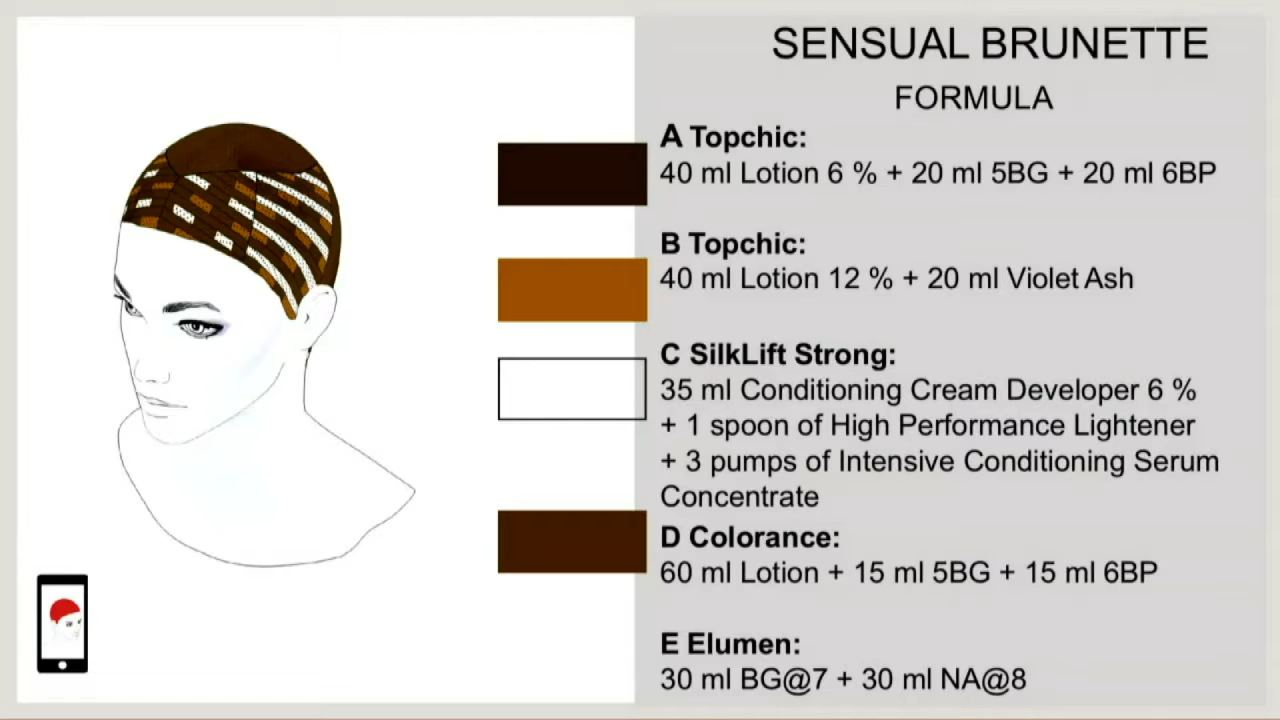 SENSUAL BRUNETTE
FORMULA
A Topchic:
40 ml Lotion 6 % + 20 ml 5BG + 20 ml 6BP
B Topchic:
40 ml Lotion 12 % + 20 ml Violet Ash
C SilkLift Strong:
35 ml Conditioning Cream Developer 6 %
+ 1 spoon of High Performance Lightener
+ 3 pumps of Intensive Conditioning Serum
Concentrate
D Colorance:
60 ml Lotion + 15 ml 5BG + 15 ml 6BP
E Elumen:
30 ml BG@7 + 30 ml NA@8